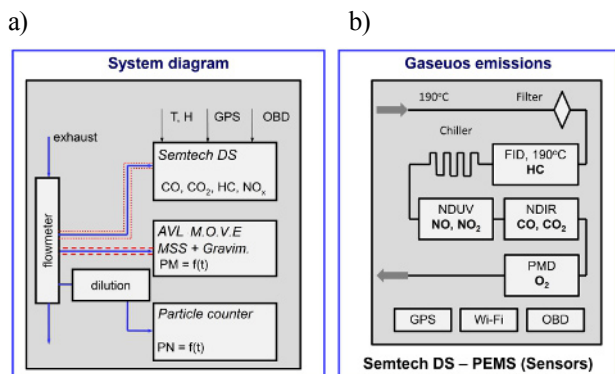 a)
System diagram
T, H GPS OBD
exhaust
Semtech DS
CO, CO₂, HC, NOₓ
flowmeter
AVL M.O.V.E
MSS + Gravim.
PM = f(t)
dilution
Particle counter
PN = f(t)
b)
Gaseuos emissions
190°C Filter
Chiller
FID, 190°C
HC
NDUV
NO, NO₂
NDIR
CO, CO₂
PMD
O₂
GPS Wi-Fi OBD
Semtech DS – PEMS (Sensors)